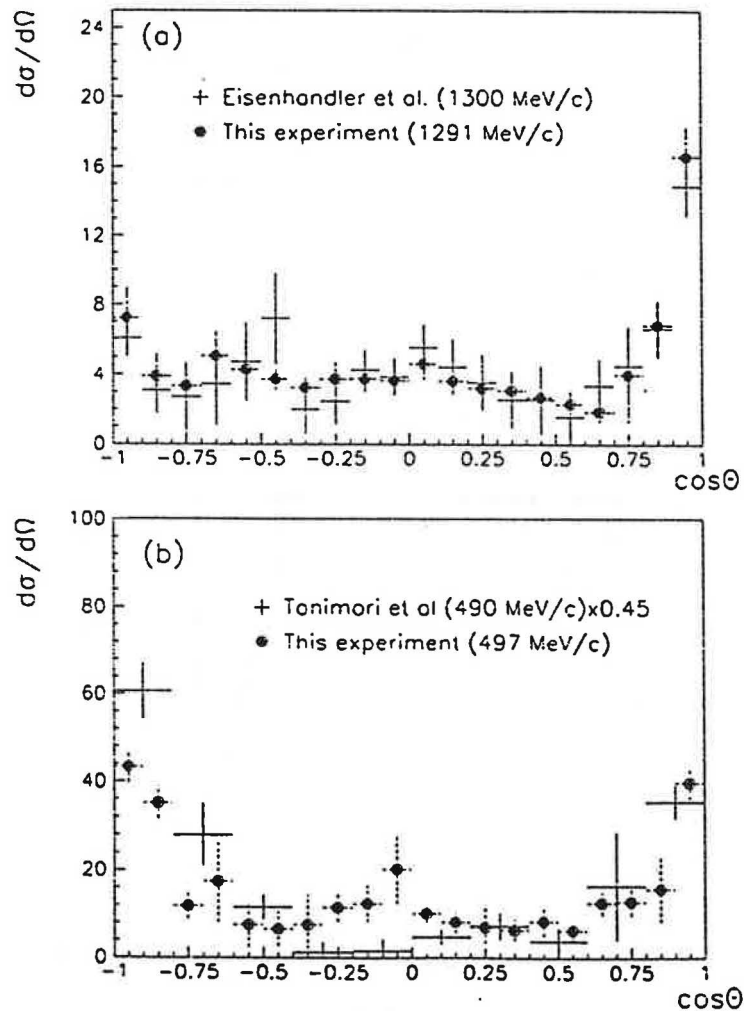 dσ/dΩ
24
20
16
12
8
4
0
(a)
+ Eisenhandler et al. (1300 MeV/c)
● This experiment (1291 MeV/c)
-1 -0.75 -0.5 -0.25 0 0.25 0.5 0.75 1
cosΘ
dσ/dΩ
100
80
60
40
20
0
(b)
+ Tanimori et al (490 MeV/c)x0.45
● This experiment (497 MeV/c)
-1 -0.75 -0.5 -0.25 0 0.25 0.5 0.75 1
cosΘ